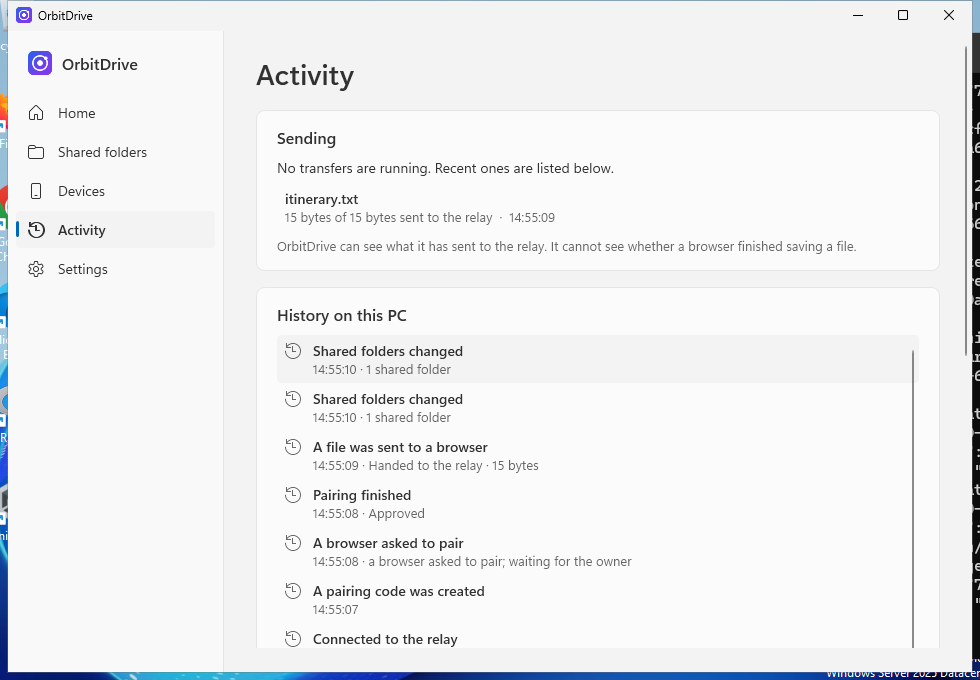 OrbitDrive
OrbitDrive
Home
Shared folders
Devices
Activity
Settings
Activity
Sending
No transfers are running. Recent ones are listed below.
itinerary.txt
15 bytes of 15 bytes sent to the relay · 14:55:09
OrbitDrive can see what it has sent to the relay. It cannot see whether a browser finished saving a file.
History on this PC
Shared folders changed
14:55:10 · 1 shared folder
Shared folders changed
14:55:10 · 1 shared folder
A file was sent to a browser
14:55:09 · Handed to the relay · 15 bytes
Pairing finished
14:55:08 · Approved
A browser asked to pair
14:55:08 · a browser asked to pair; waiting for the owner
A pairing code was created
14:55:07
Connected to the relay
Windows Server 2025 Datacen